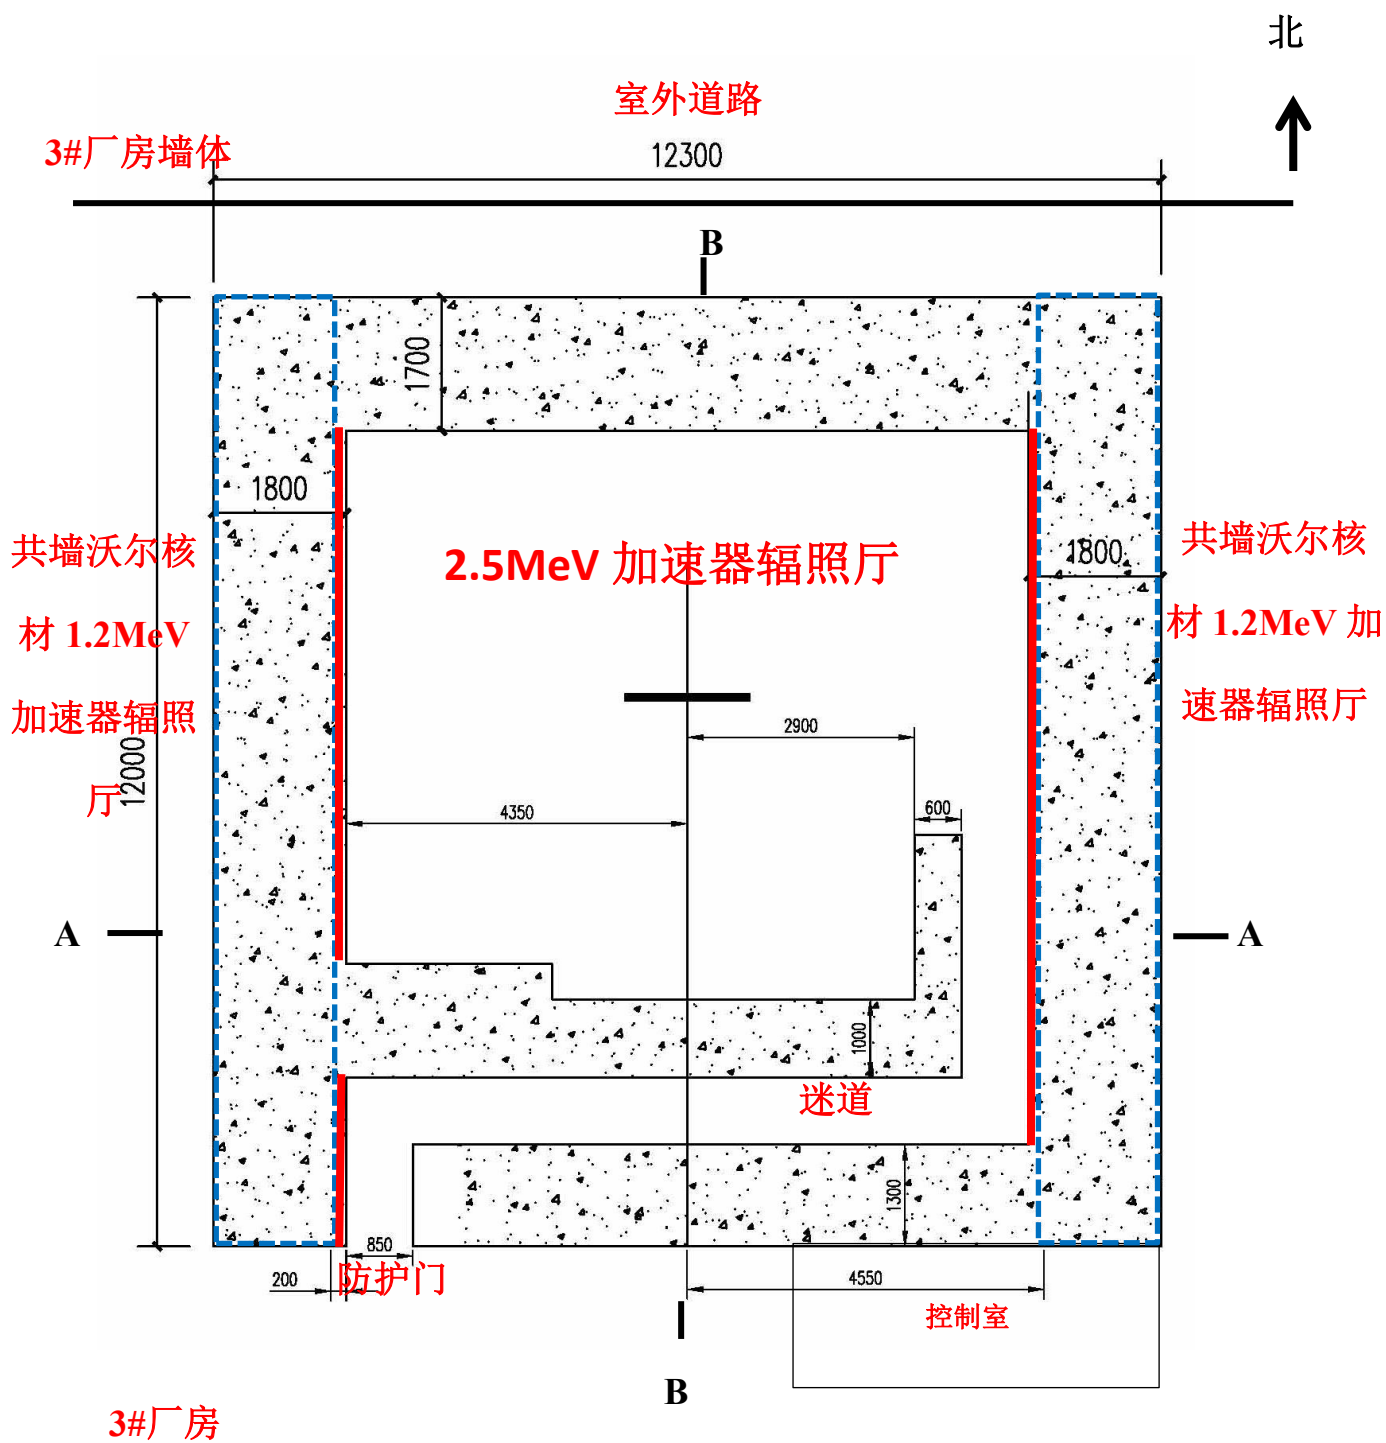 北
室外道路
3#厂房墙体
12300
B
1700
1800
共墙沃尔核
材 1.2MeV
加速器辐照
厅
12000
2.5MeV 加速器辐照厅
1800
共墙沃尔核
材 1.2MeV 加
速器辐照厅
2900
4350
600
A
A
1000
迷道
1300
850
200
防护门
4550
控制室
B
3#厂房